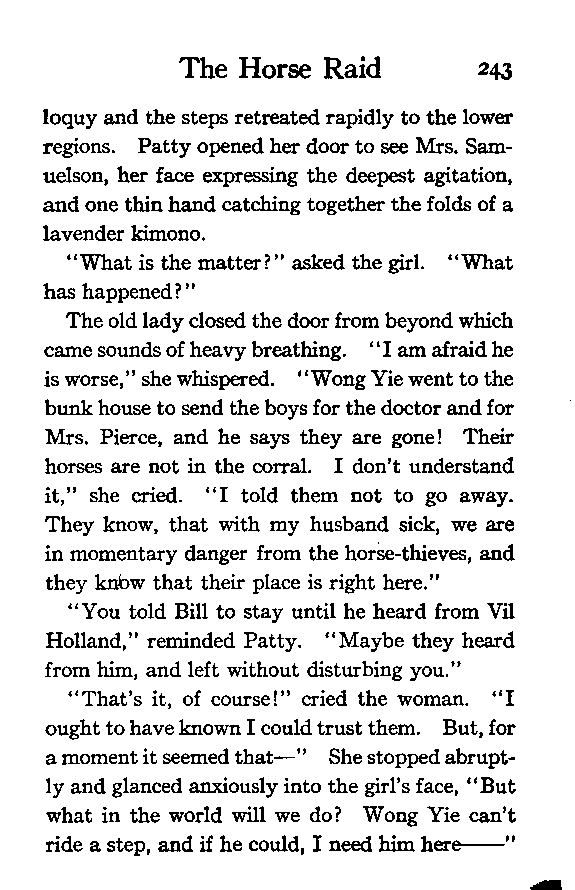 The Horse Raid 243
loquy and the steps retreated rapidly to the lower
regions. Patty opened her door to see Mrs. Sam-
uelson, her face expressing the deepest agitation,
and one thin hand catching together the folds of a
lavender kimono.
"What is the matter?" asked the girl. "What
has happened?"
The old lady closed the door from beyond which
came sounds of heavy breathing. "I am afraid he
is worse," she whispered. "Wong Yie went to the
bunk house to send the boys for the doctor and for
Mrs. Pierce, and he says they are gone! Their
horses are not in the corral. I don't understand
it," she cried. "I told them not to go away.
They know, that with my husband sick, we are
in momentary danger from the horse-thieves, and
they know that their place is right here."
"You told Bill to stay until he heard from Vil
Holland," reminded Patty. "Maybe they heard
from him, and left without disturbing you."
"That's it, of course!" cried the woman. "I
ought to have known I could trust them. But, for
a moment it seemed that—" She stopped abrupt-
ly and glanced anxiously into the girl's face, "But
what in the world will we do? Wong Yie can't
ride a step, and if he could, I need him here——"